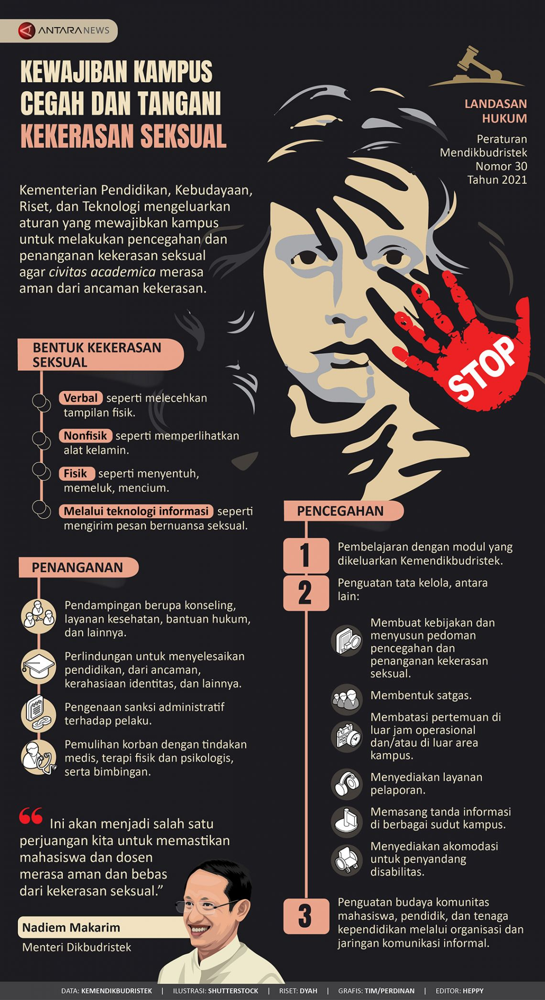 ANTARA NEWS
KEWAJIBAN KAMPUS
CEGAH DAN TANGANI
KEKERASAN SEKSUAL
LANDASAN
HUKUM
Peraturan
Mendikbudristek
Nomor 30
Tahun 2021
Kementerian Pendidikan, Kebudayaan,
Riset, dan Teknologi mengeluarkan
aturan yang mewajibkan kampus
untuk melakukan pencegahan dan
penanganan kekerasan seksual
agar civitas academica merasa
aman dari ancaman kekerasan.
STOP
BENTUK KEKERASAN
SEKSUAL
Verbal seperti melecehkan
tampilan fisik.
Nonfisik seperti memperlihatkan
alat kelamin.
Fisik seperti menyentuh,
memeluk, mencium.
Melalui teknologi informasi seperti
mengirim pesan bernuansa seksual.
PENANGANAN
Pendampingan berupa konseling,
layanan kesehatan, bantuan hukum,
dan lainnya.
Perlindungan untuk menyelesaikan
pendidikan, dari ancaman,
kerahasiaan identitas, dan lainnya.
Pengenaan sanksi administratif
terhadap pelaku.
Pemulihan korban dengan tindakan
medis, terapi fisik dan psikologis,
serta bimbingan.
PENCEGAHAN
1
Pembelajaran dengan modul yang
dikeluarkan Kemendikbudristek.
2
Penguatan tata kelola, antara
lain:
Membuat kebijakan dan
menyusun pedoman
pencegahan dan
penanganan kekerasan
seksual.
Membentuk satgas.
Membatasi pertemuan di
luar jam operasional
dan/atau di luar area
kampus.
Menyediakan layanan
pelaporan.
Memasang tanda informasi
di berbagai sudut kampus.
Menyediakan akomodasi
untuk penyandang
disabilitas.
3
Penguatan budaya komunitas
mahasiswa, pendidik, dan tenaga
kependidikan melalui organisasi dan
jaringan komunikasi informal.
“ Ini akan menjadi salah satu
perjuangan kita untuk memastikan
mahasiswa dan dosen
merasa aman dan bebas
dari kekerasan seksual.”
Nadiem Makarim
Menteri Dikbudristek
DATA: KEMENDIKBUDRISTEK | ILUSTRASI: SHUTTERSTOCK | RISET: DYAH | GRAFIS: TIM/PERDINAN | EDITOR: HEPPY